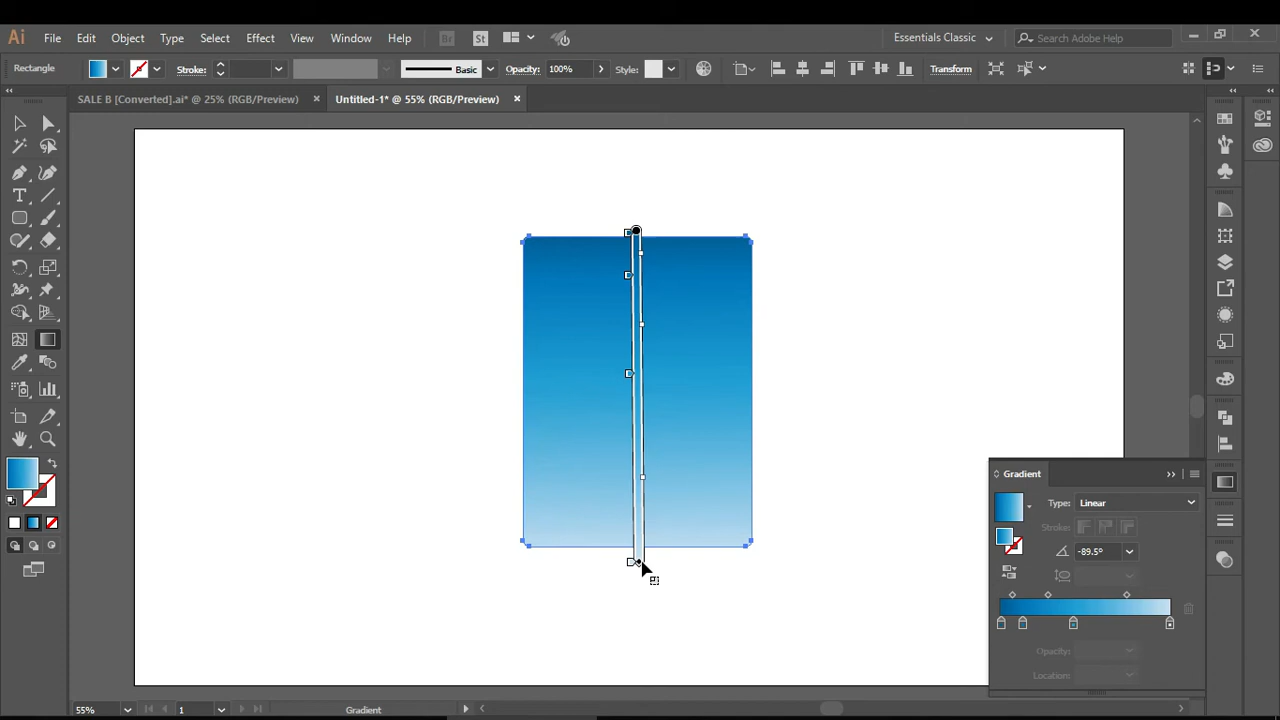 Ai File Edit Object Type Select Effect View Window Help Br St Essentials Classic Search Adobe Help
Rectangle Stroke: Basic Opacity: 100% Style: Transform
SALE B [Converted].ai* @ 25% (RGB/Preview) Untitled-1* @ 55% (RGB/Preview)
Gradient
Type: Linear
Stroke:
-89.5°
Opacity:
Location:
55% 1 Gradient